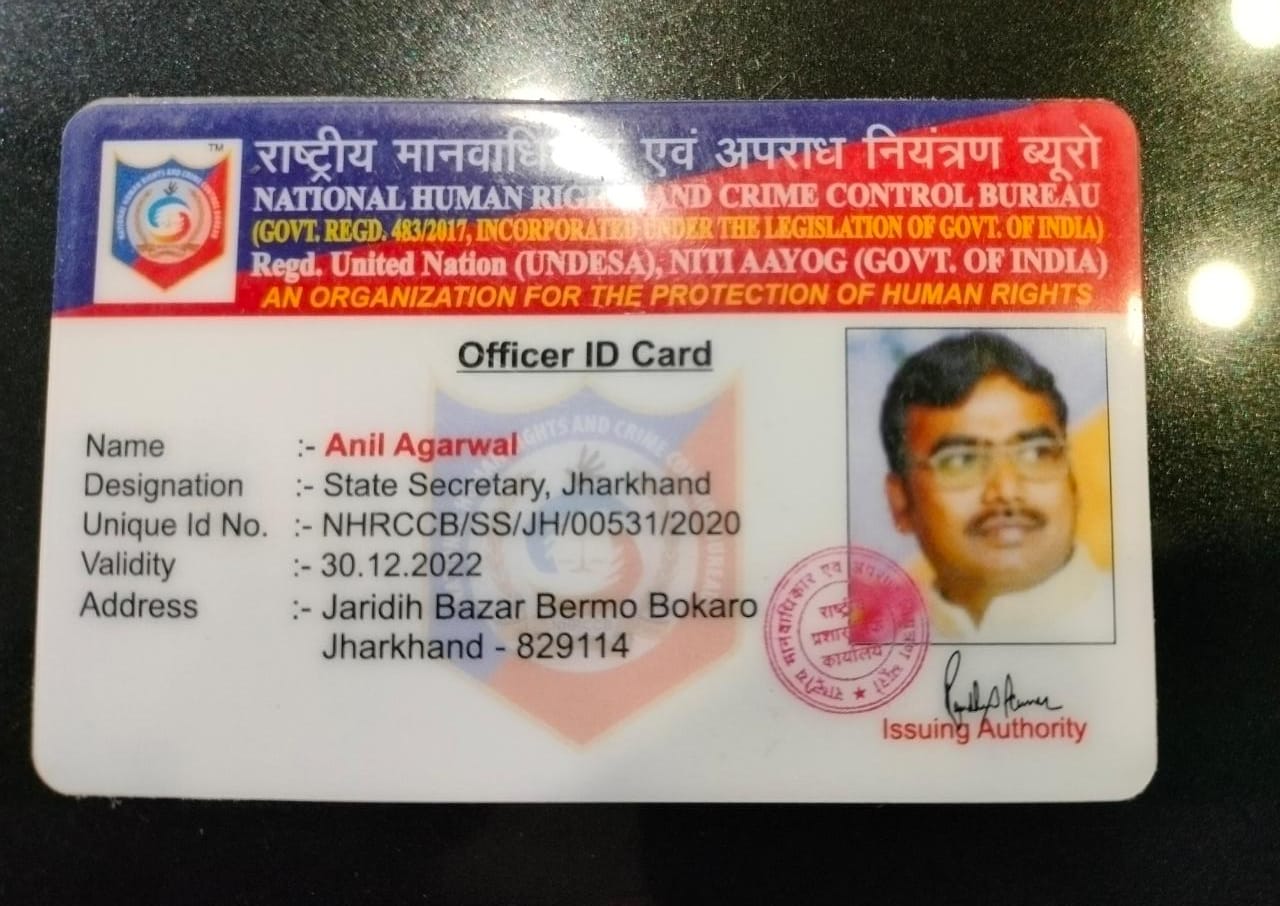 TM
राष्ट्रीय एवं अपराध नियंत्रण ब्यूरो
NATIONAL HUMAN AND CRIME CONTROL BUREAU
(GOVT. REGD. 483/2017, INCORPORATED UNDER THE LEGISLATION OF GOVT. OF INDIA)
Regd. United Nation (UNDESA), NITI AAYOG (GOVT. OF INDIA)
AN ORGANIZATION FOR THE PROTECTION OF HUMAN RIGHTS
Officer ID Card
Name :- Anil Agarwal
Designation :- State Secretary, Jharkhand
Unique Id No. :- NHRCCB/SS/JH/00531/2020
Validity :- 30.12.2022
Address :- Jaridih Bazar Bermo Bokaro
Jharkhand - 829114
राष्ट्रीय मानवाधिकार एवं ब्यूरो
कार्यालय
Issuing Authority